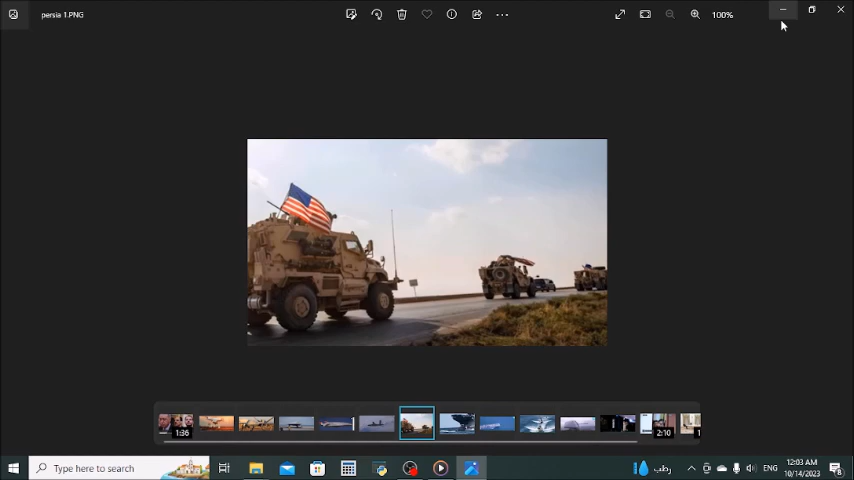 persia 1.PNG
100%
1:36
2:10
Type here to search
رطب
ENG
12:03 AM
10/14/2023